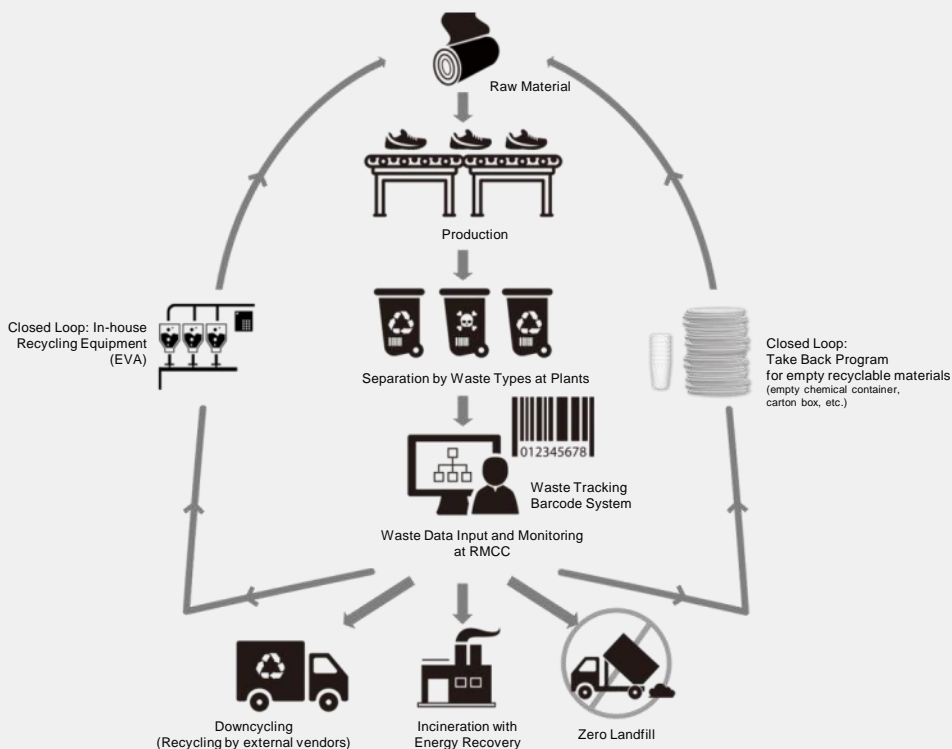 Raw Material
Production
Closed Loop: In-house
Recycling Equipment
(EVA)
Closed Loop:
Take Back Program
for empty recyclable materials
(empty chemical container,
carton box, etc.)
Separation by Waste Types at Plants
012345678
Waste Tracking
Barcode System
Waste Data Input and Monitoring
at RMCC
Downcycling
(Recycling by external vendors)
Incineration with
Energy Recovery
Zero Landfill